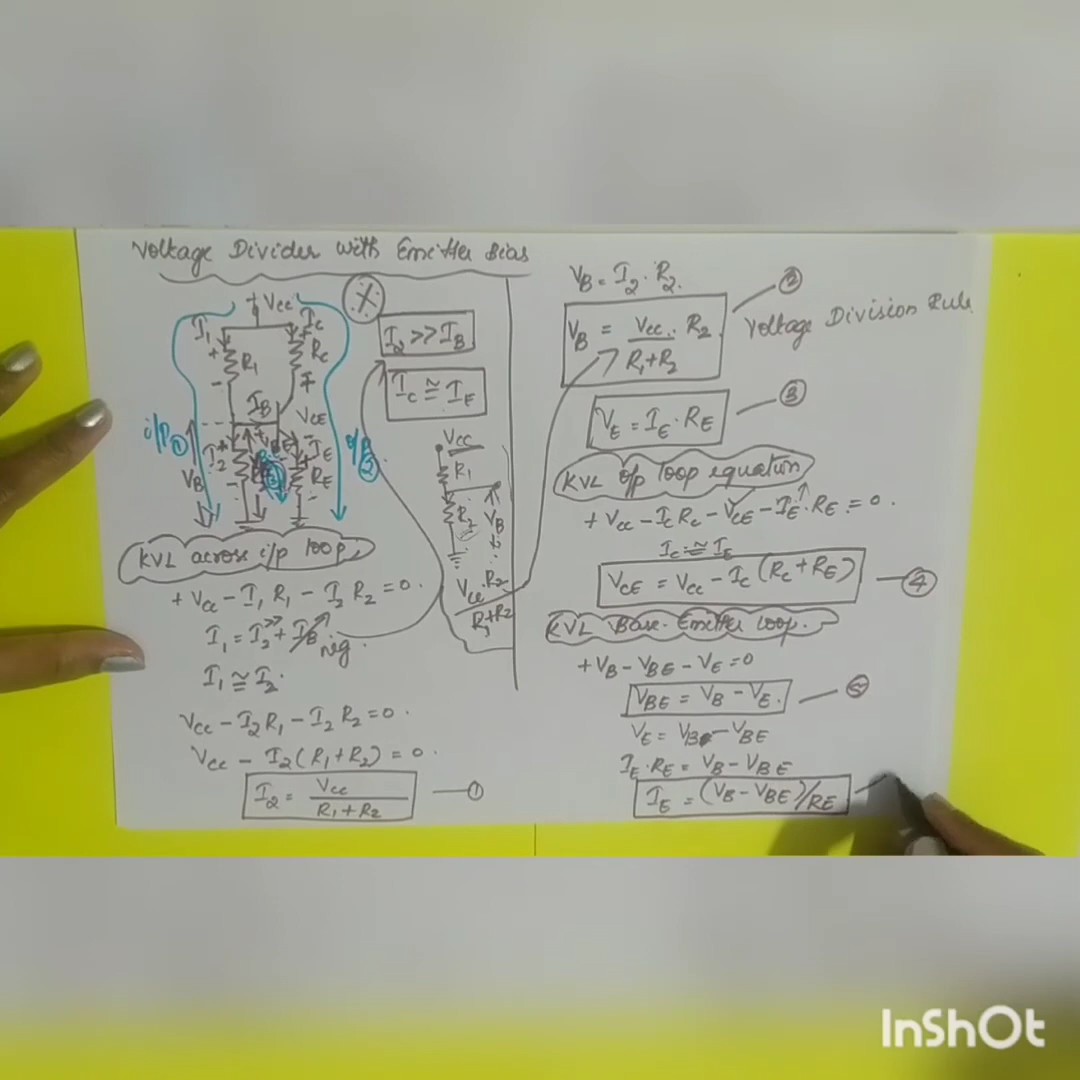 Voltage Divider with Emitter Bias
+ Vcc
I1
Ic
+
+
R1
Rc
-
IB
VCE
i/P ①
I2
+
IE
VB
RE
KVL across i/p loop
+ Vcc - I1 R1 - I2 R2 = 0.
I1 = I2 >> + IB neg.
I1 ≅ I2.
Vcc - I2 R1 - I2 R2 = 0.
Vcc - I2 (R1 + R2) = 0.
I2 = Vcc / R1 + R2 — ①
I2 >> IB
Ic ≅ IE
Vcc
R1
R2
VB
Vcc . R2 / R1 + R2
VB = I2 . R2.
VB = Vcc . R2 / R1 + R2 — ②
Voltage Division Rule
VE = IE . RE — ③
KVL o/p loop equation
+ Vcc - Ic Rc - VCE - IE . RE = 0.
Ic ≅ IE
VCE = Vcc - Ic (Rc + RE) — ④
KVL Base-Emitter loop.
+ VB - VBE - VE = 0
VBE = VB - VE. — ⑤
VE = VB - VBE
IE . RE = VB - VBE
IE = (VB - VBE)/RE
InShOt